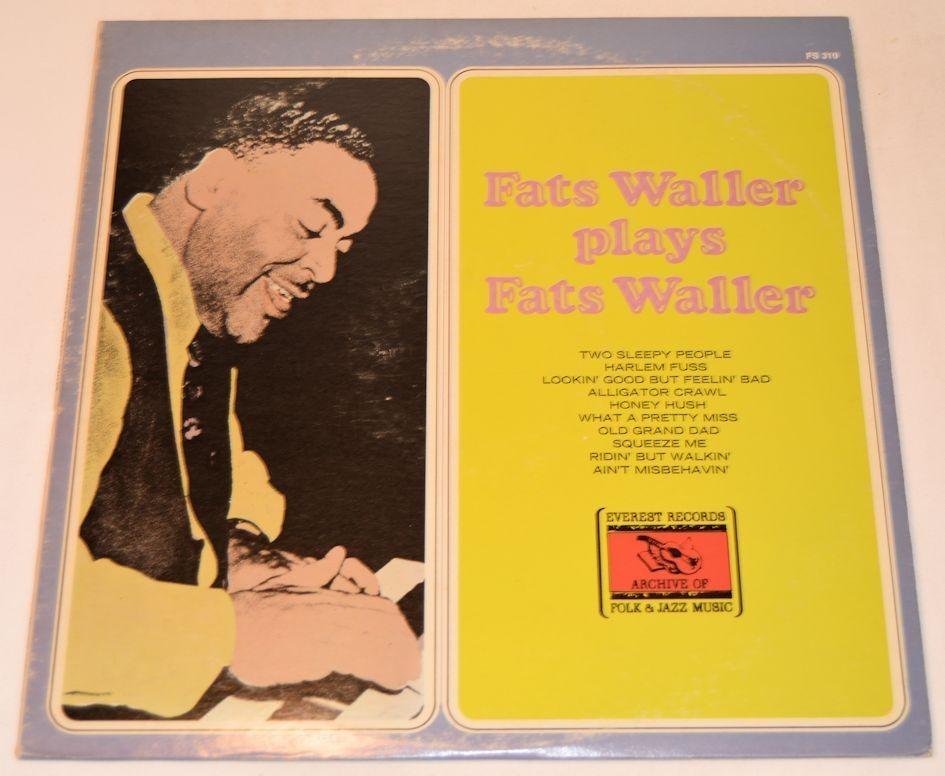 FS 319
Fats Waller
plays
Fats Waller
TWO SLEEPY PEOPLE
HARLEM FUSS
LOOKIN' GOOD BUT FEELIN' BAD
ALLIGATOR CRAWL
HONEY HUSH
WHAT A PRETTY MISS
OLD GRAND DAD
SQUEEZE ME
RIDIN' BUT WALKIN'
AIN'T MISBEHAVIN'
EVEREST RECORDS
ARCHIVE OF
FOLK & JAZZ MUSIC